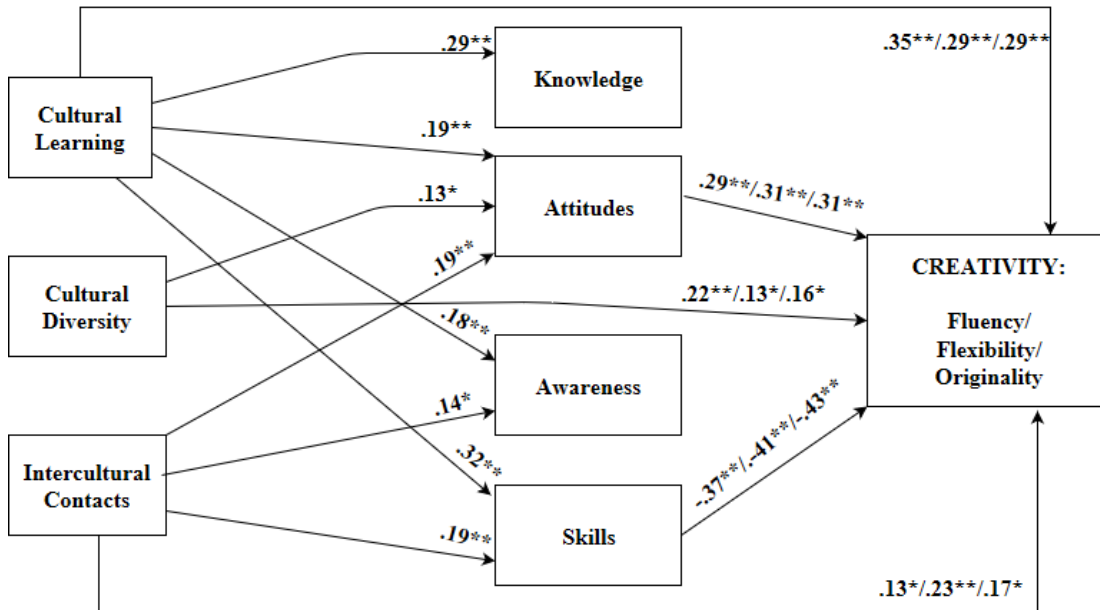 .35**/.29**/.29**
.29**
Knowledge
Cultural
Learning
.19**
.29**/.31**/.31**
.13*
Attitudes
.19**
CREATIVITY:
Cultural
Diversity
.22**/.13*/.16*
Fluency/
Flexibility/
Originality
.18**
Awareness
.14*
-.37**/.-41**/-.43**
Intercultural
Contacts
.32**
Skills
.19**
.13*/.23**/.17*